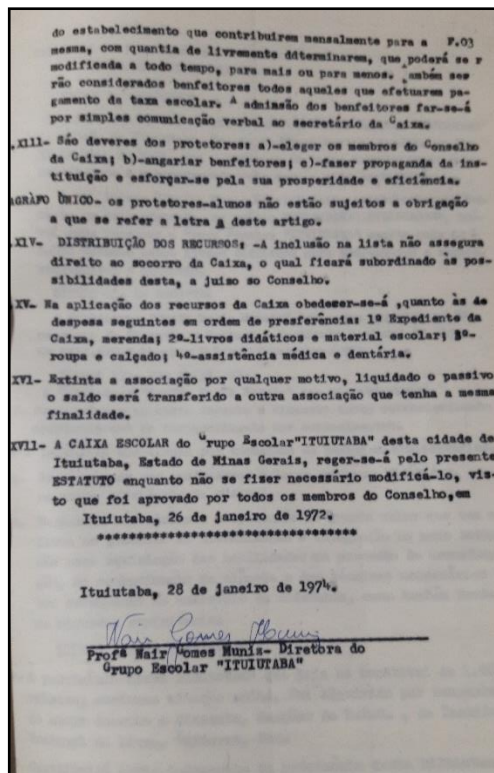 do estabelecimento que contribuirem mensalmente para a F.03
mesma, com quantia de livremente ddterminarem, que poderá se r
modificada a todo tempo, para mais ou para menos. ambém ser
rão considerados benfeitores todos aqueles que efetuarem pa-
gamento da taxa escolar. A admissão dos benfeitores far-se-á
por simples comunicação verbal ao secretário da Caixa.
.XIII- São deveres dos protetores: a)-eleger os membros do Conselho
da Caixa; b)-angariar benfeitores; c)-fazer propaganda da ins-
tituição e esforçar-se pela sua prosperidade e eficiência.
AGRÀFO ÚNICO- os protetores-alunos não estão sujeitos a obrigação
a que se refer a letra a deste artigo.
.XIV- DISTRIBUIÇÃO DOS RECURSOS: -A inclusão na lista não assegura
direito ao socorro da Caixa, o qual ficará subordinado às pos-
sibilidades desta, a juizo so Conselho.
.XV- Na aplicação dos recursos da Caixa obedecer-se-á ,quanto às de
despesa seguintes em ordem de presferência: 1º Expediente da
Caixa, merenda; 2º-livros didáticos e material escolar; 3º-
roupa e calçado; 4º-assistência médica e dentária.
XVI- Extinta a associação por qualquer motivo, liquidado o passivo
o saldo será transferido a outra associação que tenha a mesma
finalidade.
XVII- A CAIXA ESCOLAR do Grupo Escolar"ITUIUTABA" desta cidade de
Ituiutaba, Estado de Minas Gerais, reger-se-á pelo presente
ESTATUTO enquanto não se fizer necessário modificá-lo, vis-
to que foi aprovado por todos os membros do Conselho,em
Ituiutaba, 26 de janeiro de 1972.
**********************************
Ituiutaba, 28 de janeiro de 1974.
Nair Gomes Muniz
Profª Nair Gomes Muniz- Diretora do
Grupo Escolar "ITUIUTABA"